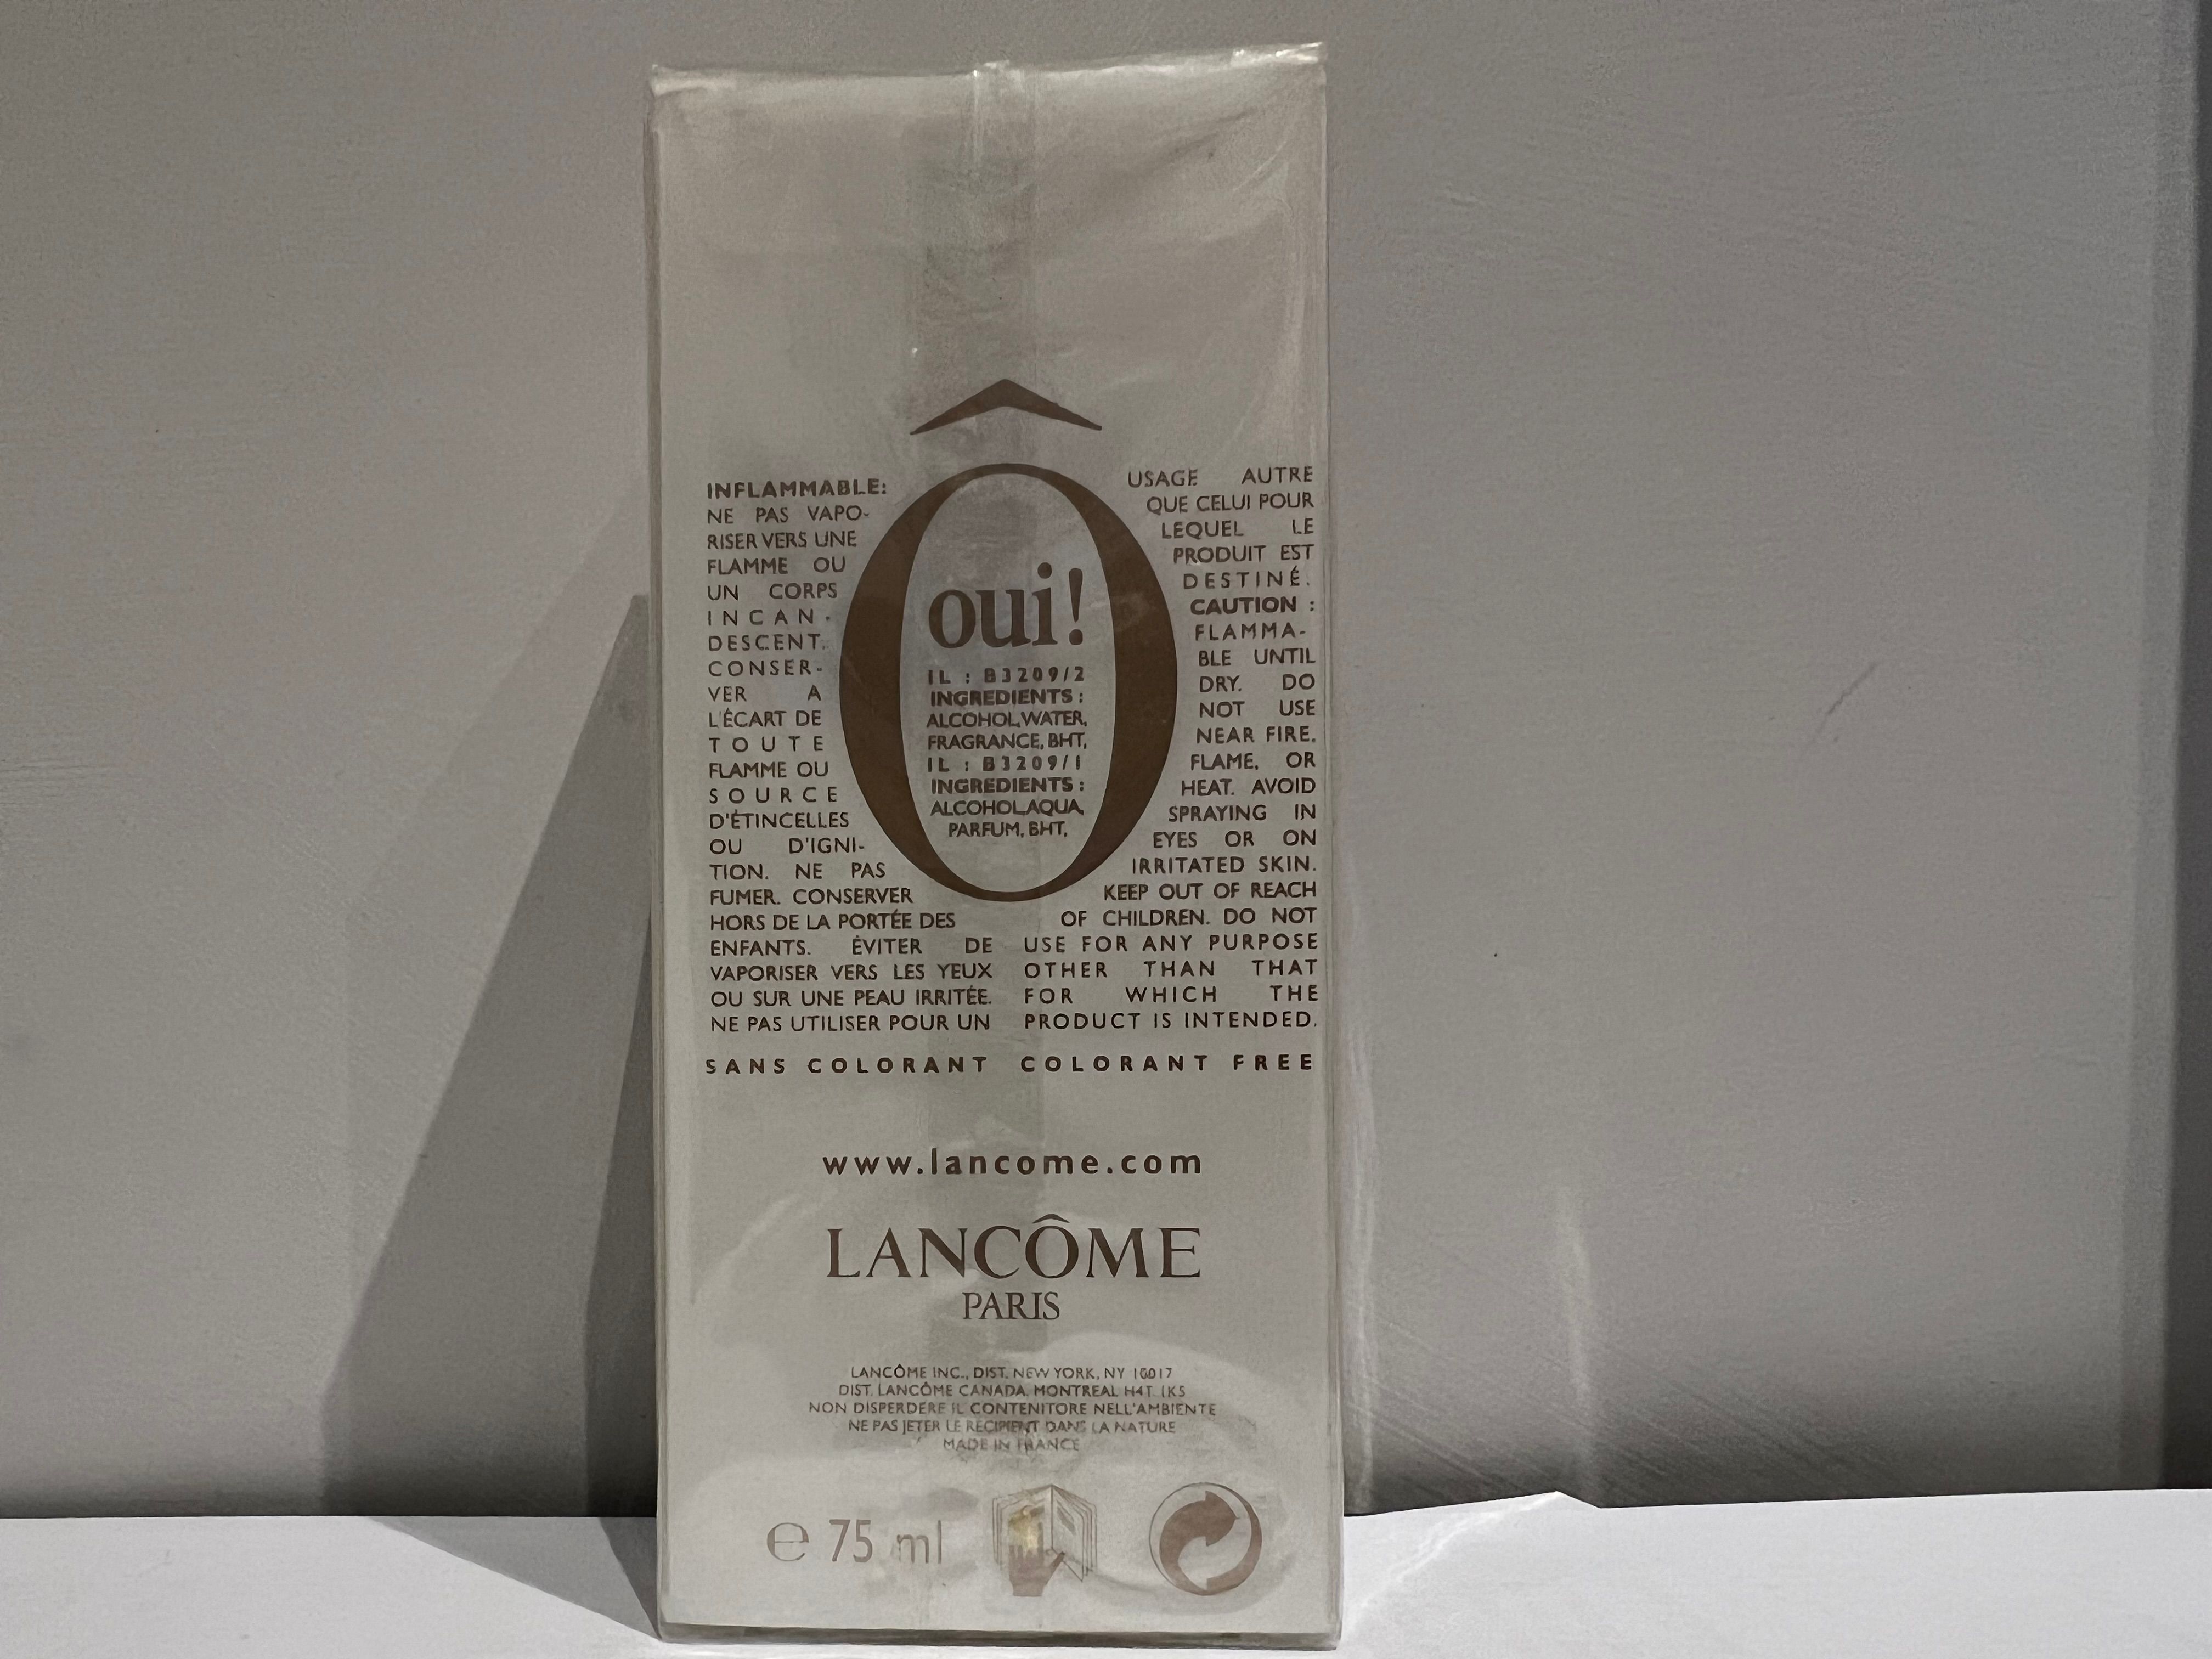 Ô
INFLAMMABLE:
NE PAS VAPO-
RISER VERS UNE
FLAMME OU
UN CORPS
INCAN-
DESCENT.
CONSER-
VER A
L'ÉCART DE
TOUTE
FLAMME OU
SOURCE
D'ÉTINCELLES
OU D'IGNI-
TION. NE PAS
FUMER. CONSERVER
HORS DE LA PORTÉE DES
ENFANTS. ÉVITER DE
VAPORISER VERS LES YEUX
OU SUR UNE PEAU IRRITÉE.
NE PAS UTILISER POUR UN
oui!
IL : B3209/2
INGREDIENTS :
ALCOHOL, WATER,
FRAGRANCE, BHT,
IL : B3209/1
INGREDIENTS :
ALCOHOL, AQUA,
PARFUM, BHT,
USAGE AUTRE
QUE CELUI POUR
LEQUEL LE
PRODUIT EST
DESTINÉ.
CAUTION :
FLAMMA-
BLE UNTIL
DRY. DO
NOT USE
NEAR FIRE,
FLAME, OR
HEAT. AVOID
SPRAYING IN
EYES OR ON
IRRITATED SKIN.
KEEP OUT OF REACH
OF CHILDREN. DO NOT
USE FOR ANY PURPOSE
OTHER THAN THAT
FOR WHICH THE
PRODUCT IS INTENDED.
SANS COLORANT COLORANT FREE
www.lancome.com
LANCÔME
PARIS
LANCÔME INC., DIST. NEW YORK, NY 10017
DIST. LANCÔME CANADA, MONTREAL H4T 1K5
NON DISPERDERE IL CONTENITORE NELL'AMBIENTE
NE PAS JETER LE RÉCIPIENT DANS LA NATURE
MADE IN FRANCE
℮ 75 ml